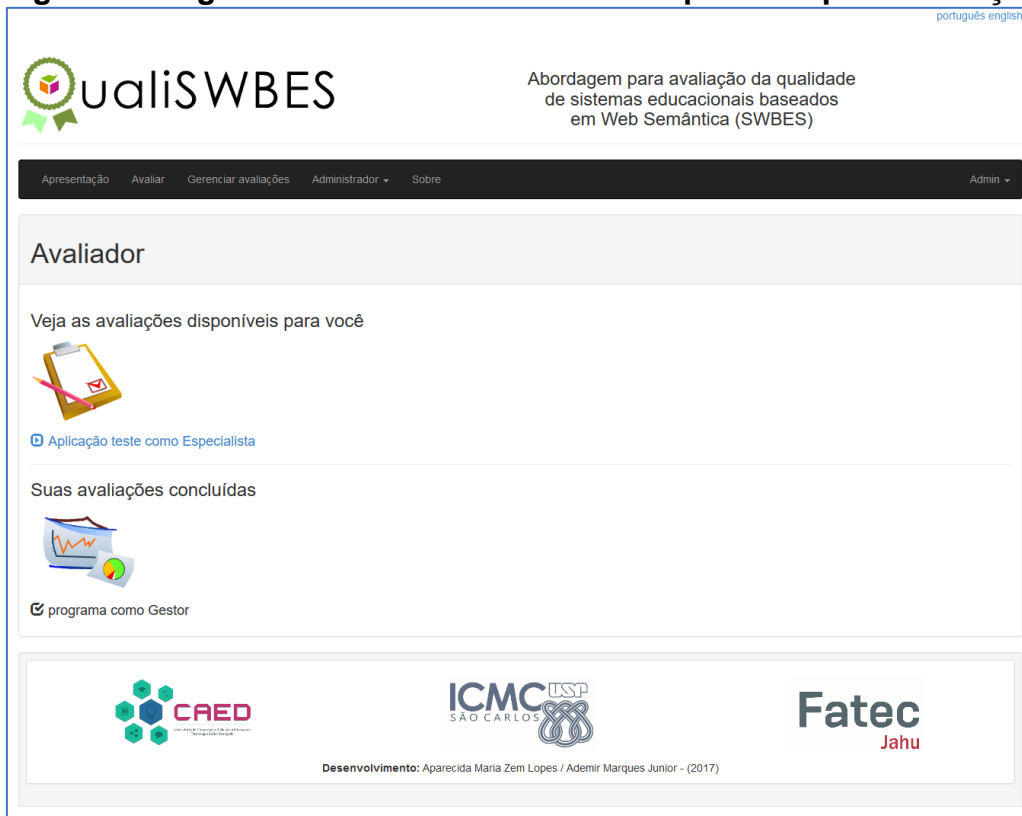 português english
QualiSWBES
Abordagem para avaliação da qualidade
de sistemas educacionais baseados
em Web Semântica (SWBES)
Apresentação Avaliar Gerenciar avaliações Administrador Sobre Admin
Avaliador
Veja as avaliações disponíveis para você
Aplicação teste como Especialista
Suas avaliações concluídas
programa como Gestor
CAED
ICMC USP
SÃO CARLOS
Fatec
Jahu
Desenvolvimento: Aparecida Maria Zem Lopes / Ademir Marques Junior - (2017)